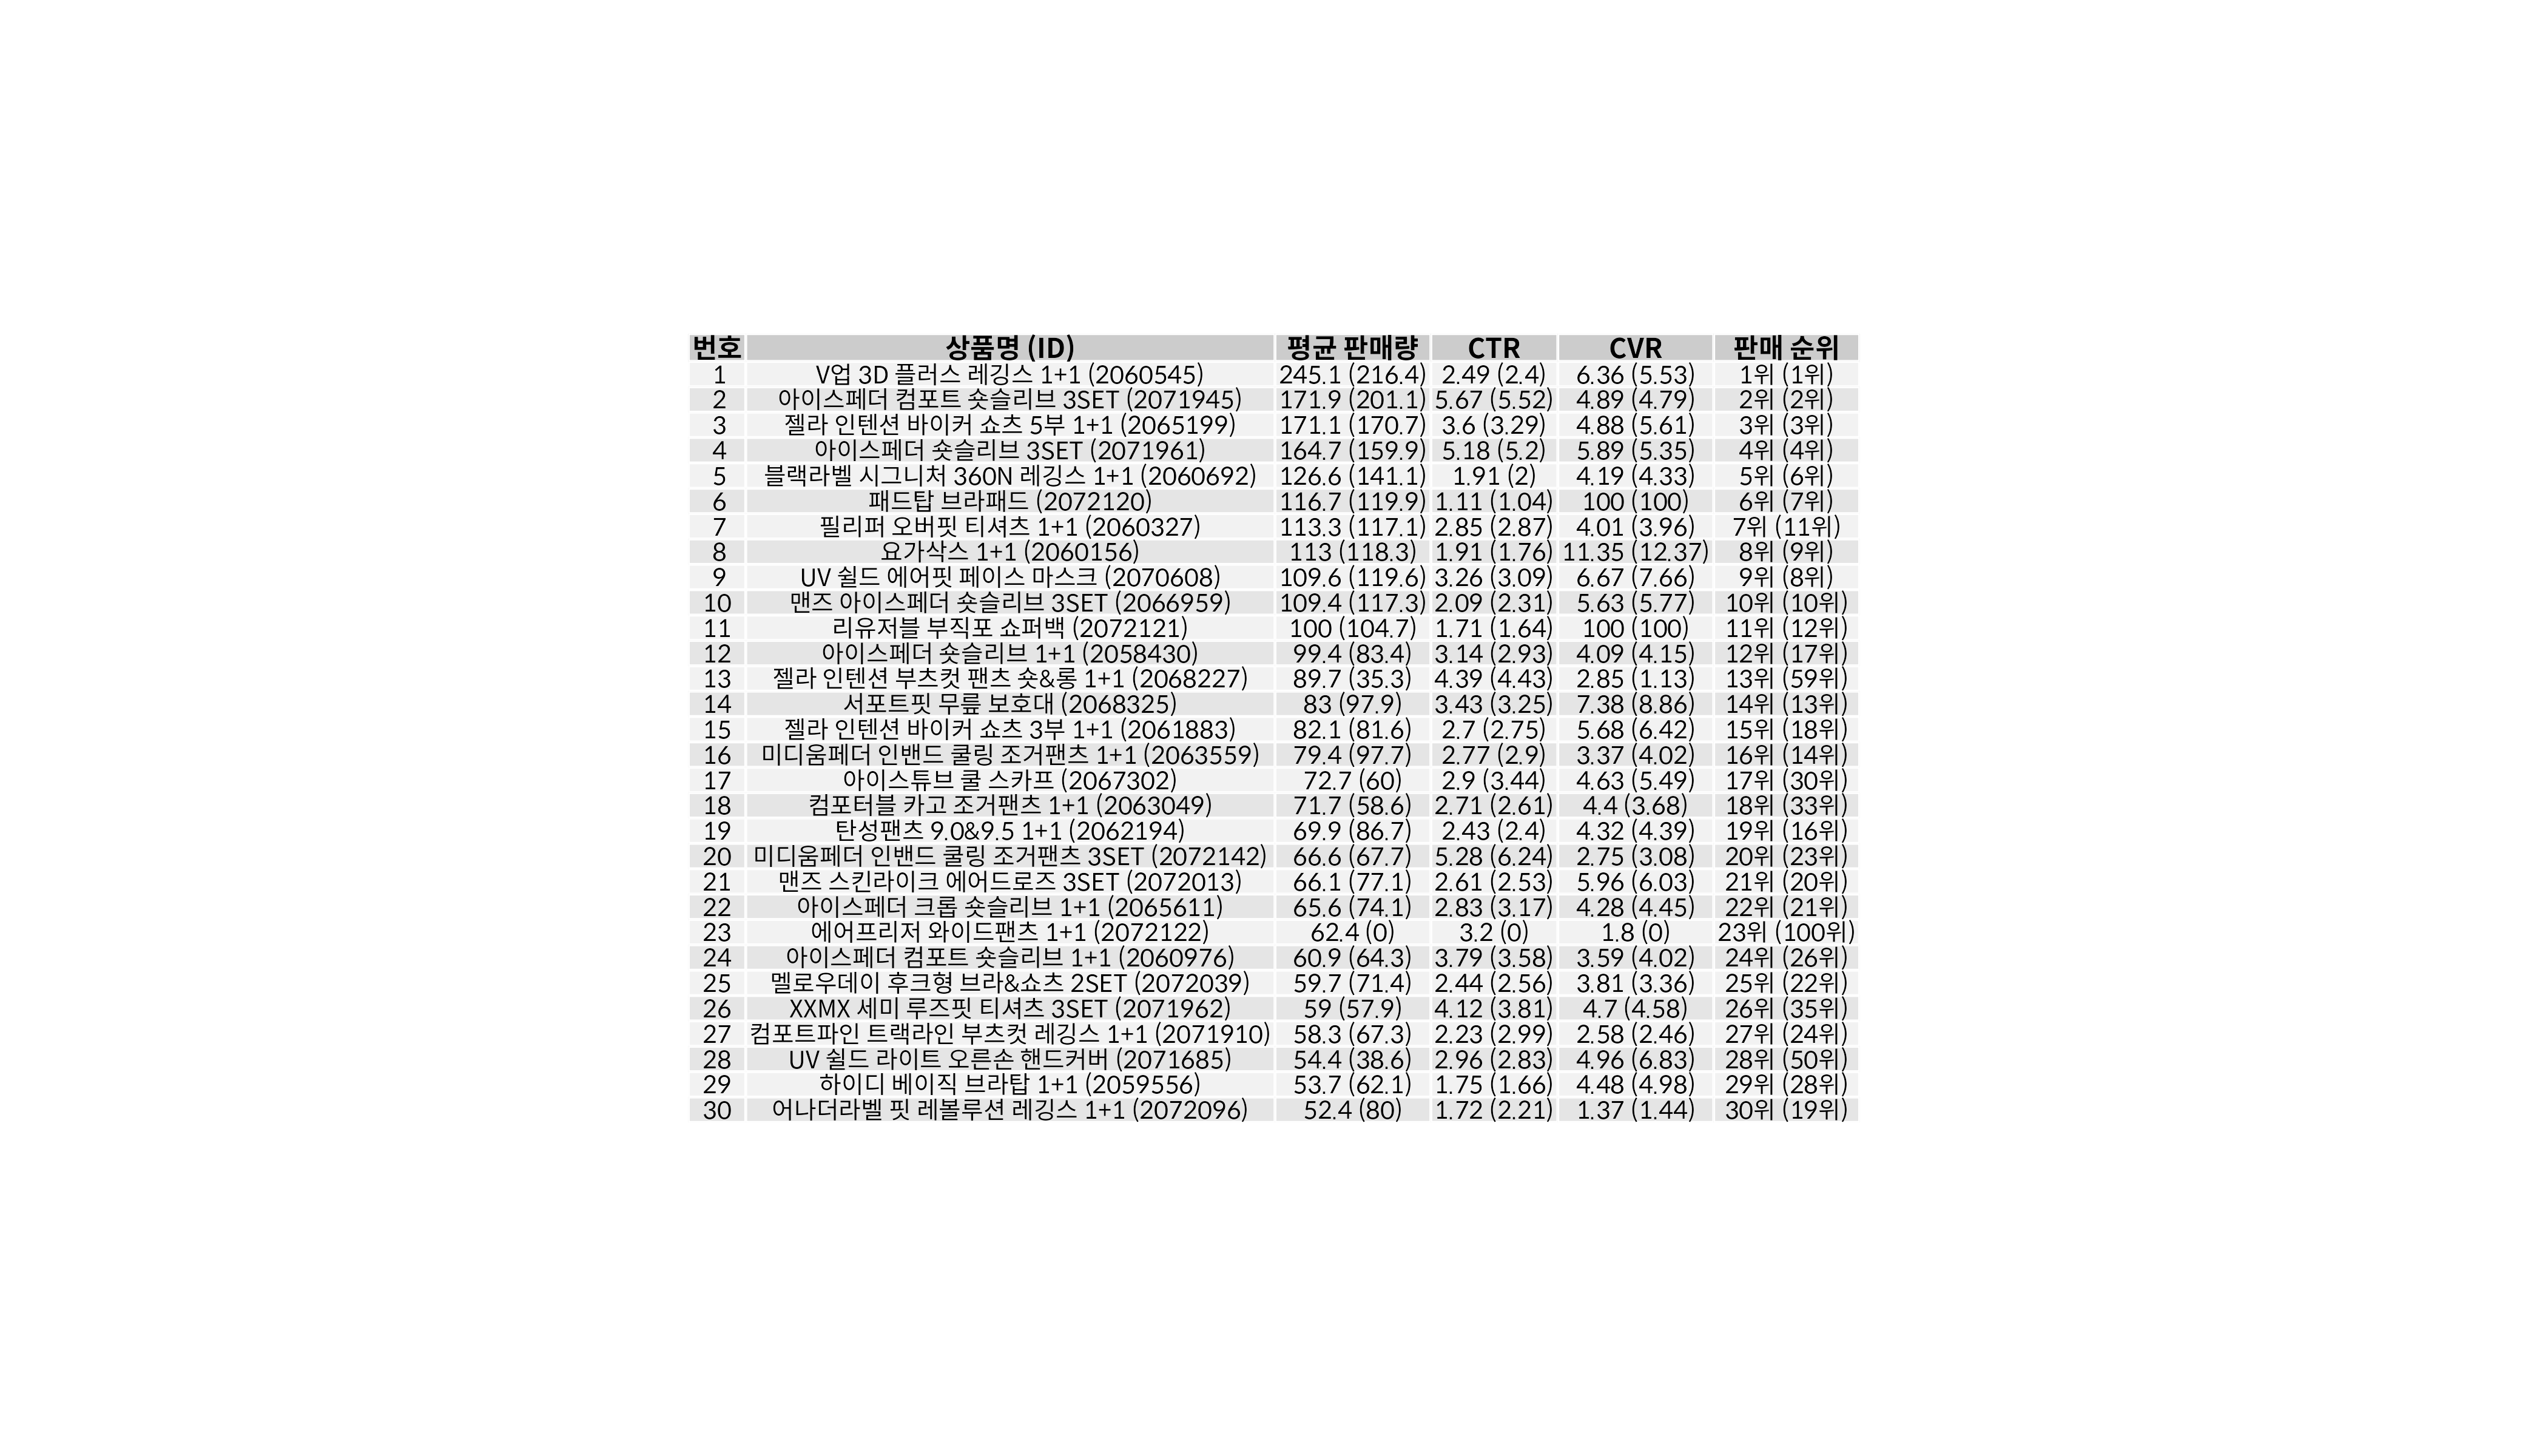 번호 상품명 (ID) 평균 판매량 CTR CVR 판매 순위
1 V업 3D 플러스 레깅스 1+1 (2060545) 245.1 (216.4) 2.49 (2.4) 6.36 (5.53) 1위 (1위)
2 아이스페더 컴포트 숏슬리브 3SET (2071945) 171.9 (201.1) 5.67 (5.52) 4.89 (4.79) 2위 (2위)
3 젤라 인텐션 바이커 쇼츠 5부 1+1 (2065199) 171.1 (170.7) 3.6 (3.29) 4.88 (5.61) 3위 (3위)
4 아이스페더 숏슬리브 3SET (2071961) 164.7 (159.9) 5.18 (5.2) 5.89 (5.35) 4위 (4위)
5 블랙라벨 시그니처 360N 레깅스 1+1 (2060692) 126.6 (141.1) 1.91 (2) 4.19 (4.33) 5위 (6위)
6 패드탑 브라패드 (2072120) 116.7 (119.9) 1.11 (1.04) 100 (100) 6위 (7위)
7 필리퍼 오버핏 티셔츠 1+1 (2060327) 113.3 (117.1) 2.85 (2.87) 4.01 (3.96) 7위 (11위)
8 요가삭스 1+1 (2060156) 113 (118.3) 1.91 (1.76) 11.35 (12.37) 8위 (9위)
9 UV 쉴드 에어핏 페이스 마스크 (2070608) 109.6 (119.6) 3.26 (3.09) 6.67 (7.66) 9위 (8위)
10 맨즈 아이스페더 숏슬리브 3SET (2066959) 109.4 (117.3) 2.09 (2.31) 5.63 (5.77) 10위 (10위)
11 리유저블 부직포 쇼퍼백 (2072121) 100 (104.7) 1.71 (1.64) 100 (100) 11위 (12위)
12 아이스페더 숏슬리브 1+1 (2058430) 99.4 (83.4) 3.14 (2.93) 4.09 (4.15) 12위 (17위)
13 젤라 인텐션 부츠컷 팬츠 숏&롱 1+1 (2068227) 89.7 (35.3) 4.39 (4.43) 2.85 (1.13) 13위 (59위)
14 서포트핏 무릎 보호대 (2068325) 83 (97.9) 3.43 (3.25) 7.38 (8.86) 14위 (13위)
15 젤라 인텐션 바이커 쇼츠 3부 1+1 (2061883) 82.1 (81.6) 2.7 (2.75) 5.68 (6.42) 15위 (18위)
16 미디움페더 인밴드 쿨링 조거팬츠 1+1 (2063559) 79.4 (97.7) 2.77 (2.9) 3.37 (4.02) 16위 (14위)
17 아이스튜브 쿨 스카프 (2067302) 72.7 (60) 2.9 (3.44) 4.63 (5.49) 17위 (30위)
18 컴포터블 카고 조거팬츠 1+1 (2063049) 71.7 (58.6) 2.71 (2.61) 4.4 (3.68) 18위 (33위)
19 탄성팬츠 9.0&9.5 1+1 (2062194) 69.9 (86.7) 2.43 (2.4) 4.32 (4.39) 19위 (16위)
20 미디움페더 인밴드 쿨링 조거팬츠 3SET (2072142) 66.6 (67.7) 5.28 (6.24) 2.75 (3.08) 20위 (23위)
21 맨즈 스킨라이크 에어드로즈 3SET (2072013) 66.1 (77.1) 2.61 (2.53) 5.96 (6.03) 21위 (20위)
22 아이스페더 크롭 숏슬리브 1+1 (2065611) 65.6 (74.1) 2.83 (3.17) 4.28 (4.45) 22위 (21위)
23 에어프리저 와이드팬츠 1+1 (2072122) 62.4 (0) 3.2 (0) 1.8 (0) 23위 (100위)
24 아이스페더 컴포트 숏슬리브 1+1 (2060976) 60.9 (64.3) 3.79 (3.58) 3.59 (4.02) 24위 (26위)
25 멜로우데이 후크형 브라&쇼츠 2SET (2072039) 59.7 (71.4) 2.44 (2.56) 3.81 (3.36) 25위 (22위)
26 XXMX 세미 루즈핏 티셔츠 3SET (2071962) 59 (57.9) 4.12 (3.81) 4.7 (4.58) 26위 (35위)
27 컴포트파인 트랙라인 부츠컷 레깅스 1+1 (2071910) 58.3 (67.3) 2.23 (2.99) 2.58 (2.46) 27위 (24위)
28 UV 쉴드 라이트 오른손 핸드커버 (2071685) 54.4 (38.6) 2.96 (2.83) 4.96 (6.83) 28위 (50위)
29 하이디 베이직 브라탑 1+1 (2059556) 53.7 (62.1) 1.75 (1.66) 4.48 (4.98) 29위 (28위)
30 어나더라벨 핏 레볼루션 레깅스 1+1 (2072096) 52.4 (80) 1.72 (2.21) 1.37 (1.44) 30위 (19위)